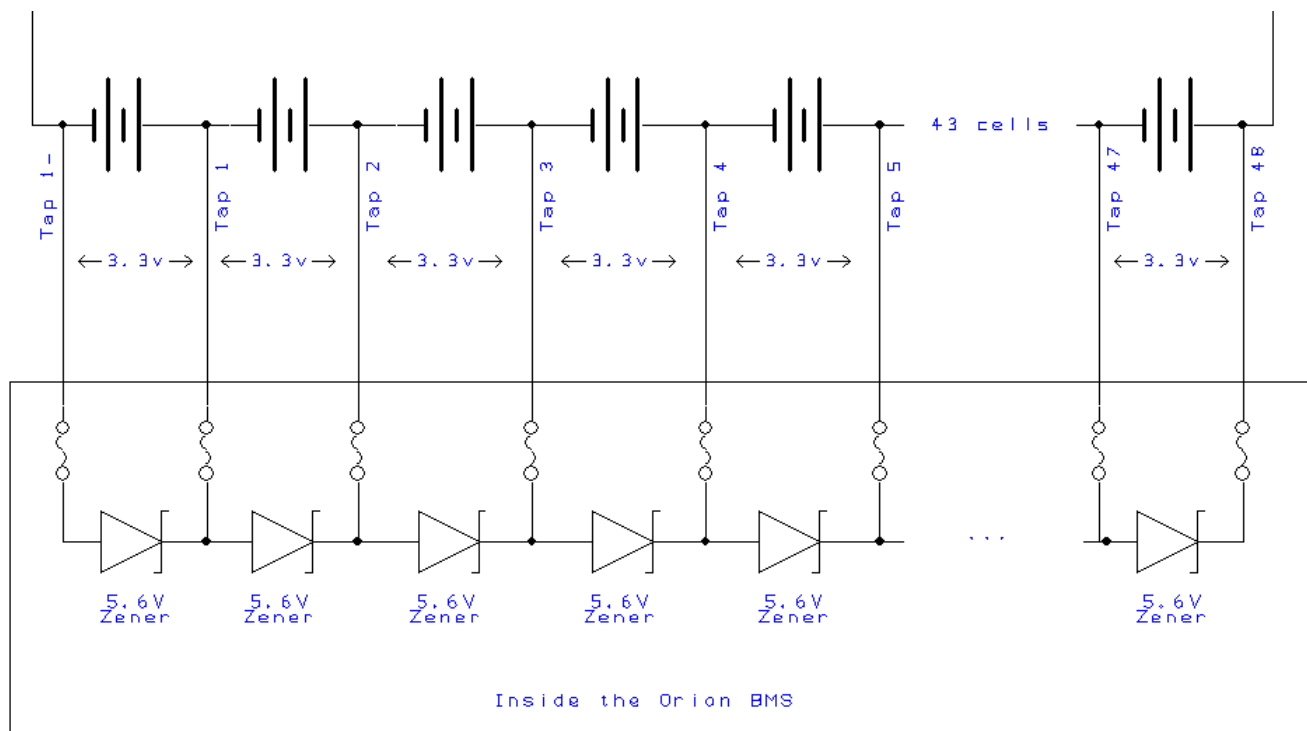 43 cells
Tap 1-
Tap 1
Tap 2
Tap 3
Tap 4
Tap 5
Tap 47
Tap 48
3.3v
3.3v
3.3v
3.3v
3.3v
3.3v
5.6V
Zener
5.6V
Zener
5.6V
Zener
5.6V
Zener
5.6V
Zener
...
5.6V
Zener
Inside the Orion BMS